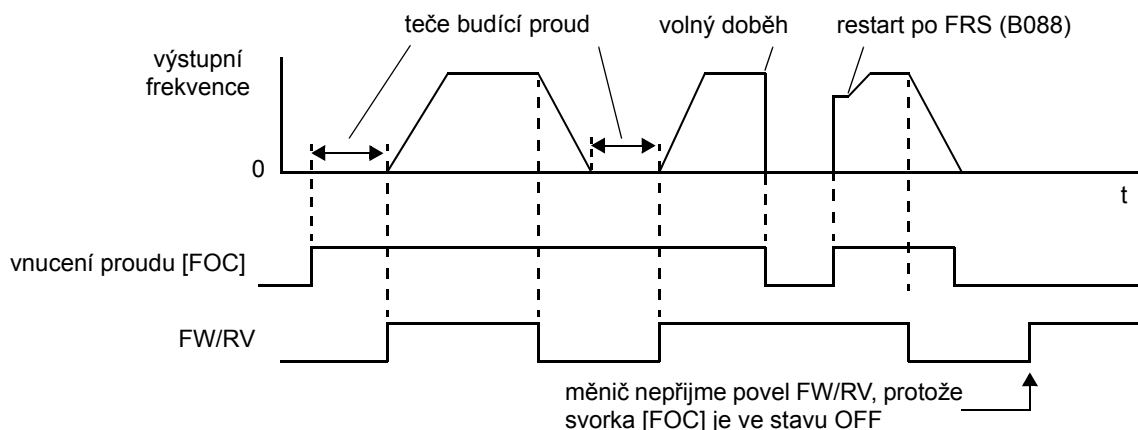 teče budící proud
volný doběh
restart po FRS (B088)
výstupní
frekvence
0
t
vnucení proudu [FOC]
FW/RV
měnič nepřijme povel FW/RV, protože
svorka [FOC] je ve stavu OFF